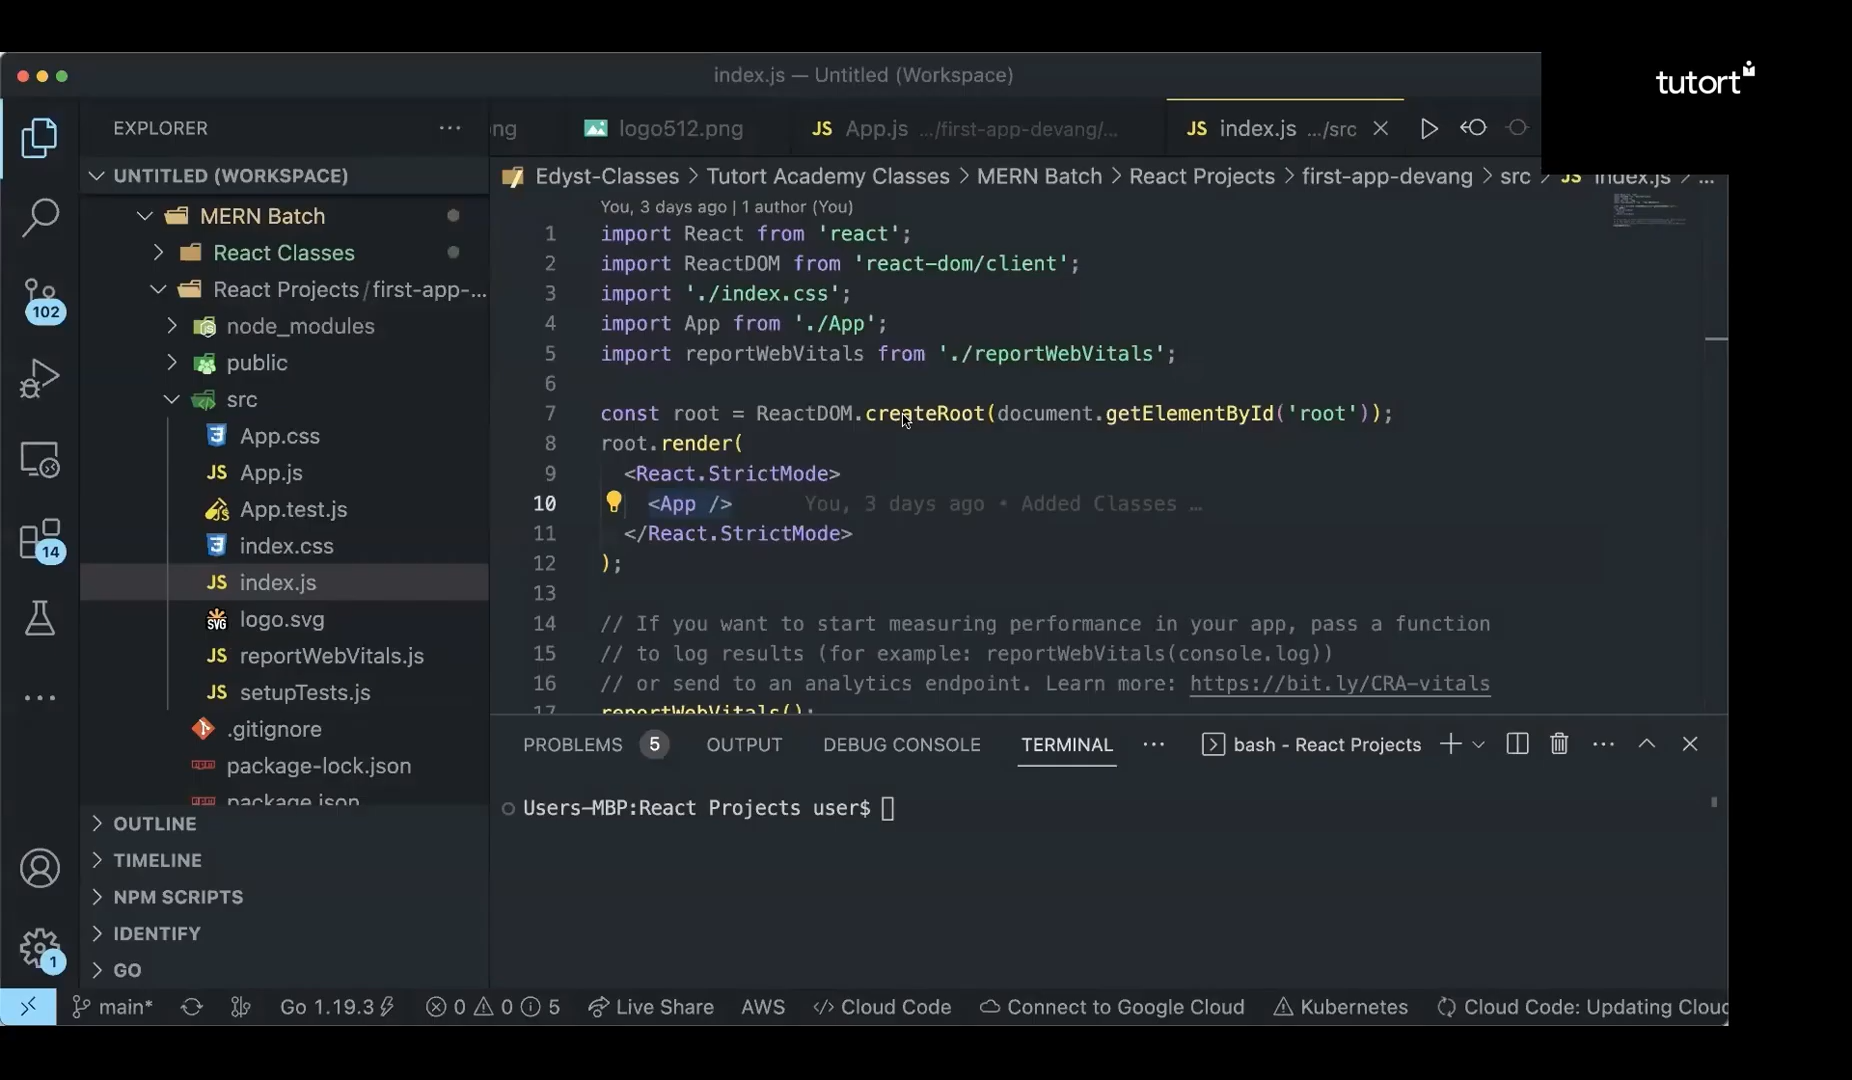 index.js — Untitled (Workspace)
tutort
EXPLORER
ng
logo512.png
JS App.js .../first-app-devang/...
JS index.js .../src
UNTITLED (WORKSPACE)
Edyst-Classes > Tutort Academy Classes > MERN Batch > React Projects > first-app-devang > src > JS index.js > ...
MERN Batch
React Classes
React Projects / first-app-...
node_modules
public
src
App.css
JS App.js
App.test.js
index.css
JS index.js
SVG logo.svg
JS reportWebVitals.js
JS setupTests.js
.gitignore
package-lock.json
package.json
OUTLINE
TIMELINE
NPM SCRIPTS
IDENTIFY
GO
102
14
1
You, 3 days ago | 1 author (You)
1 import React from 'react';
2 import ReactDOM from 'react-dom/client';
3 import './index.css';
4 import App from './App';
5 import reportWebVitals from './reportWebVitals';
6
7 const root = ReactDOM.createRoot(document.getElementById('root'));
8 root.render(
9 <React.StrictMode>
10 <App /> You, 3 days ago • Added Classes …
11 </React.StrictMode>
12 );
13
14 // If you want to start measuring performance in your app, pass a function
15 // to log results (for example: reportWebVitals(console.log))
16 // or send to an analytics endpoint. Learn more: https://bit.ly/CRA-vitals
17 reportWebVitals();
PROBLEMS 5 OUTPUT DEBUG CONSOLE TERMINAL ... bash - React Projects
Users-MBP:React Projects user$
main* Go 1.19.3 0 0 5 Live Share AWS Cloud Code Connect to Google Cloud Kubernetes Cloud Code: Updating Clou